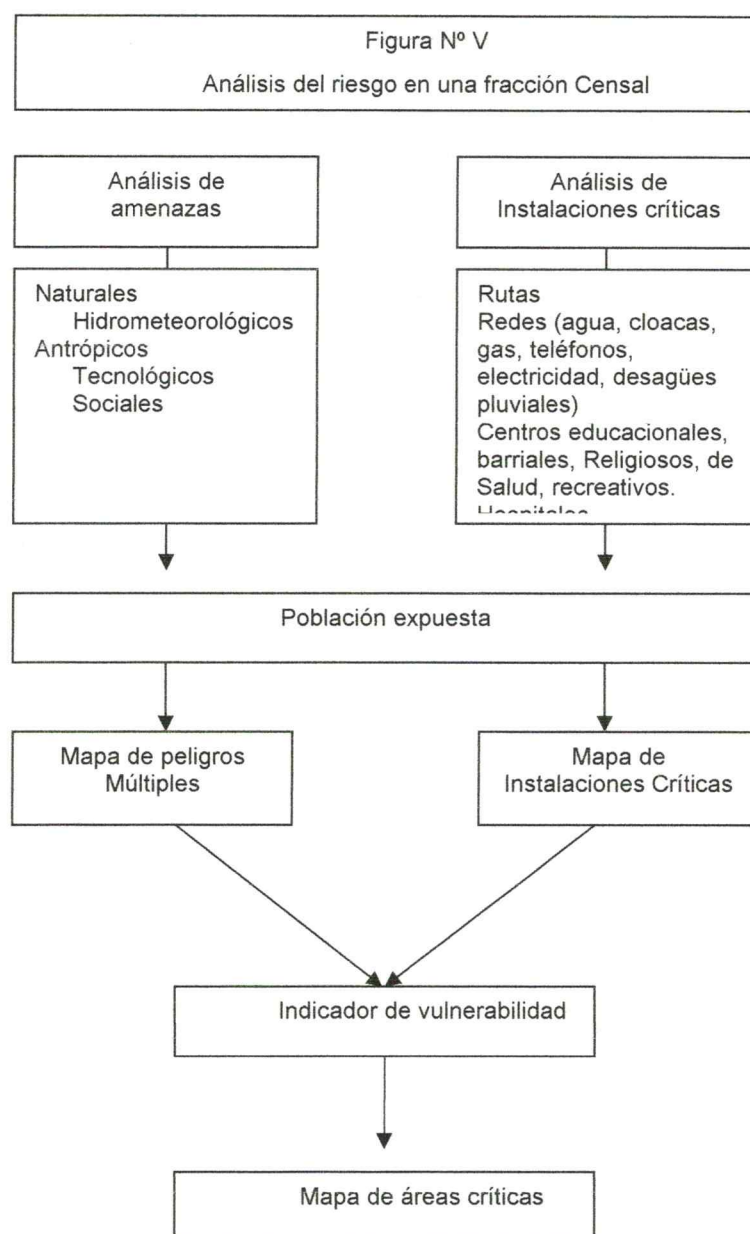 Figura Nº V
Análisis del riesgo en una fracción Censal
Análisis de
amenazas
Análisis de
Instalaciones críticas
Naturales
Hidrometeorológicos
Antrópicos
Tecnológicos
Sociales
Rutas
Redes (agua, cloacas,
gas, teléfonos,
electricidad, desagües
pluviales)
Centros educacionales,
barriales, Religiosos, de
Salud, recreativos.
Población expuesta
Mapa de peligros
Múltiples
Mapa de
Instalaciones Críticas
Indicador de vulnerabilidad
Mapa de áreas críticas